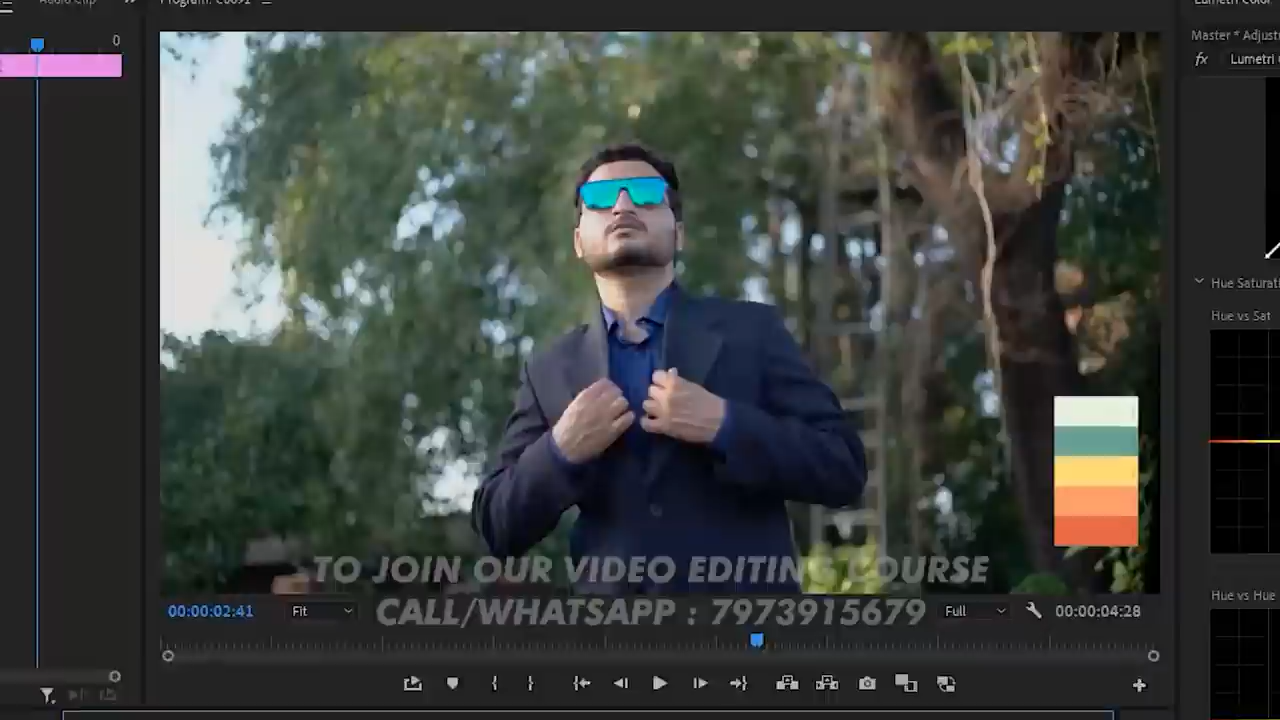 0
Master * Adjust
fx Lumetri
Hue Saturati
Hue vs Sat
TO JOIN OUR VIDEO EDITING COURSE
CALL/WHATSAPP : 7973915679
Hue vs Hue
00:00:02:41 Fit Full 00:00:04:28